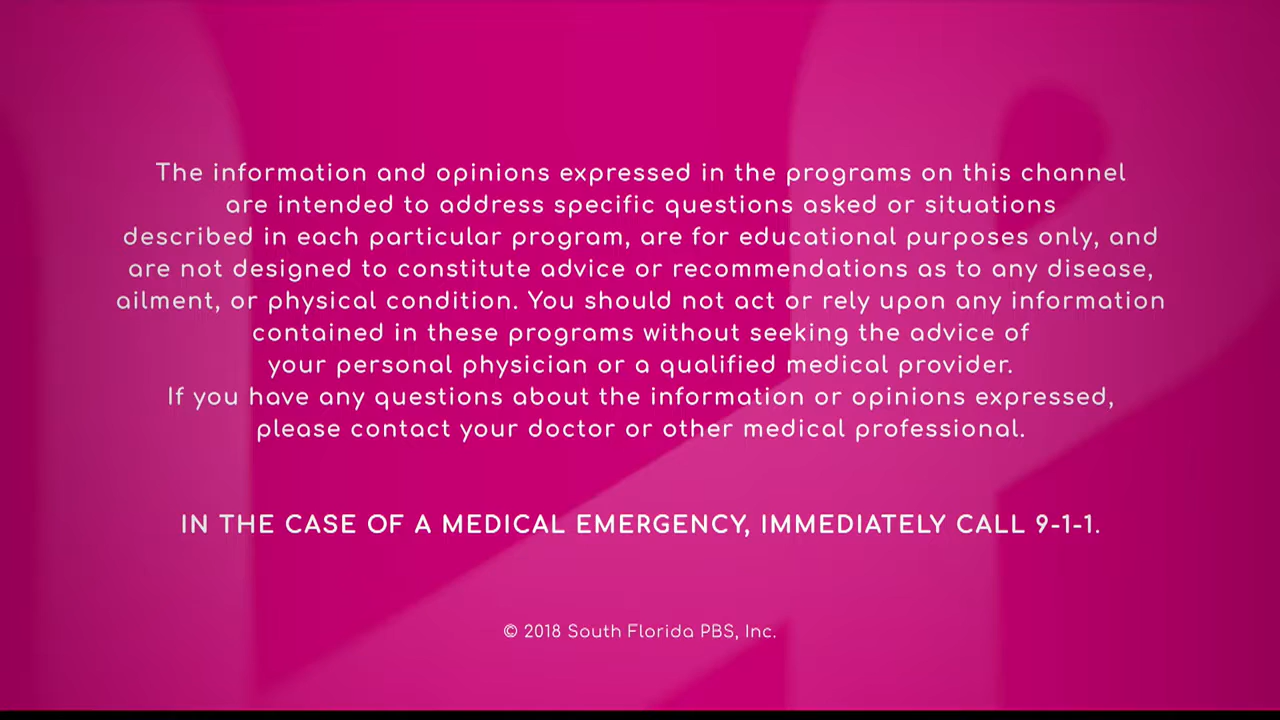 The information and opinions expressed in the programs on this channel
are intended to address specific questions asked or situations
described in each particular program, are for educational purposes only, and
are not designed to constitute advice or recommendations as to any disease,
ailment, or physical condition. You should not act or rely upon any information
contained in these programs without seeking the advice of
your personal physician or a qualified medical provider.
If you have any questions about the information or opinions expressed,
please contact your doctor or other medical professional.
IN THE CASE OF A MEDICAL EMERGENCY, IMMEDIATELY CALL 9-1-1.
© 2018 South Florida PBS, Inc.